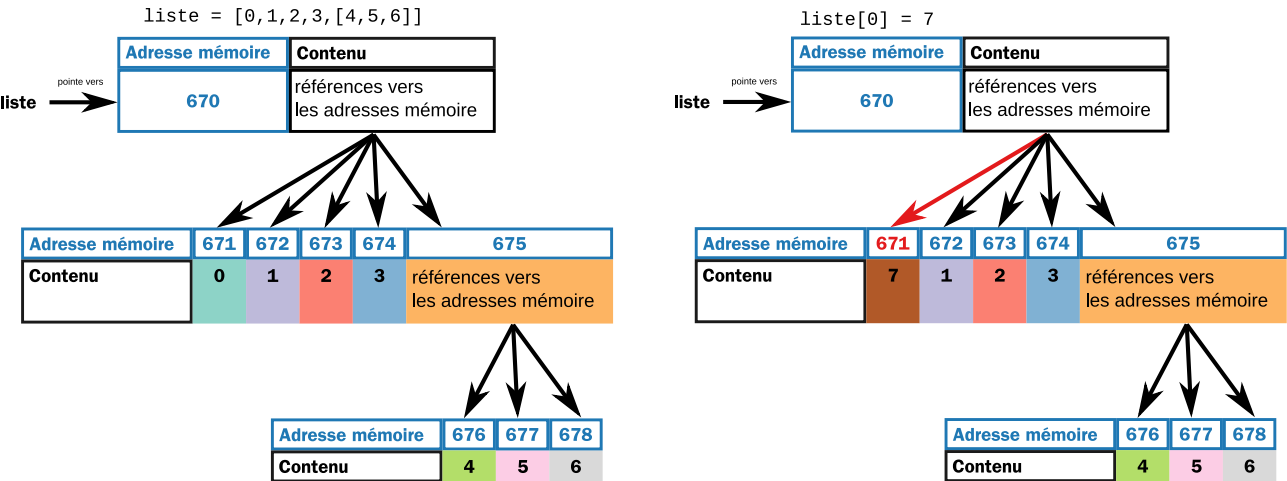 liste = [0,1,2,3,[4,5,6]]
Adresse mémoire Contenu
pointe vers
liste
670
références vers
les adresses mémoire
Adresse mémoire 671 672 673 674 675
Contenu 0 1 2 3 références vers
les adresses mémoire
Adresse mémoire 676 677 678
Contenu 4 5 6
liste[0] = 7
Adresse mémoire Contenu
pointe vers
liste
670
références vers
les adresses mémoire
Adresse mémoire 671 672 673 674 675
Contenu 7 1 2 3 références vers
les adresses mémoire
Adresse mémoire 676 677 678
Contenu 4 5 6